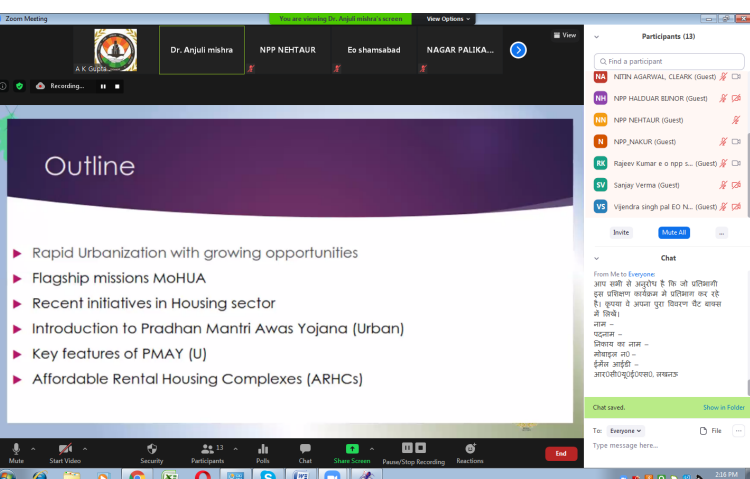 Zoom Meeting
You are viewing Dr. Anjuli mishra's screen
View Options
View
A K Gupta
Dr. Anjuli mishra
NPP NEHTAUR
Eo shamsabad
NAGAR PALIKA...
Recording...
Outline
Rapid Urbanization with growing opportunities
Flagship missions MoHUA
Recent initiatives in Housing sector
Introduction to Pradhan Mantri Awas Yojana (Urban)
Key features of PMAY (U)
Affordable Rental Housing Complexes (ARHCs)
Participants (13)
Find a participant
NA NITIN AGARWAL, CLEARK (Guest)
NH NPP HALDUAR BIJNOR (Guest)
NN NPP NEHTAUR (Guest)
N NPP_NAKUR (Guest)
RK Rajeev Kumar e o npp s... (Guest)
SV Sanjay Verma (Guest)
VS Vijendra singh pal EO N... (Guest)
Invite
Mute All
...
Chat
From Me to Everyone:
आप सभी से अनुरोध है कि जो प्रतिभागी
इस प्रशिक्षण कार्यक्रम में प्रतिभाग कर रहे
है। कृपया वे अपना पूरा विवरण चैट बाक्स
में लिखें।
नाम –
पदनाम –
निकाय का नाम –
मोबाइल न0 –
ईमेल आईडी –
आर0सी0यू0ई0एस0, लखनऊ
Chat saved.
Show in Folder
To: Everyone
File
...
Type message here...
Mute
Start Video
Security
13
Participants
Polls
Chat
Share Screen
Pause/Stop Recording
Reactions
End
2:16 PM